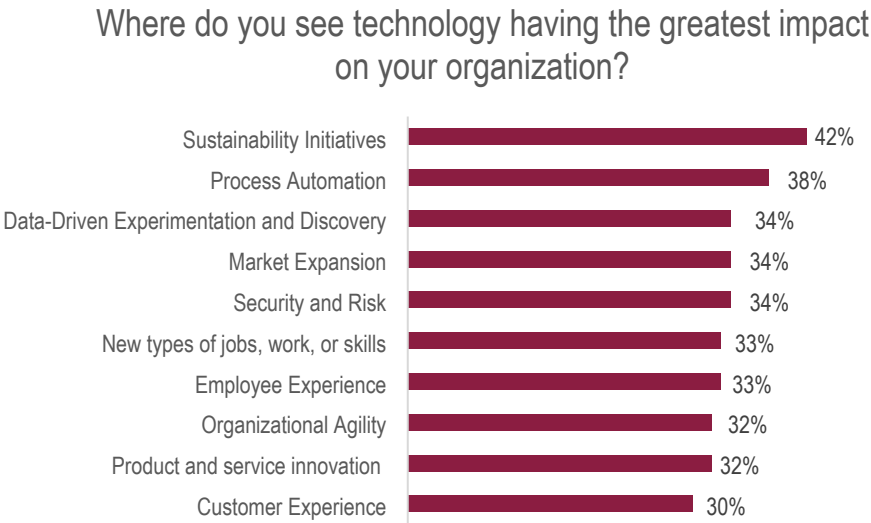 Where do you see technology having the greatest impact
on your organization?
Sustainability Initiatives 42%
Process Automation 38%
Data-Driven Experimentation and Discovery 34%
Market Expansion 34%
Security and Risk 34%
New types of jobs, work, or skills 33%
Employee Experience 33%
Organizational Agility 32%
Product and service innovation 32%
Customer Experience 30%